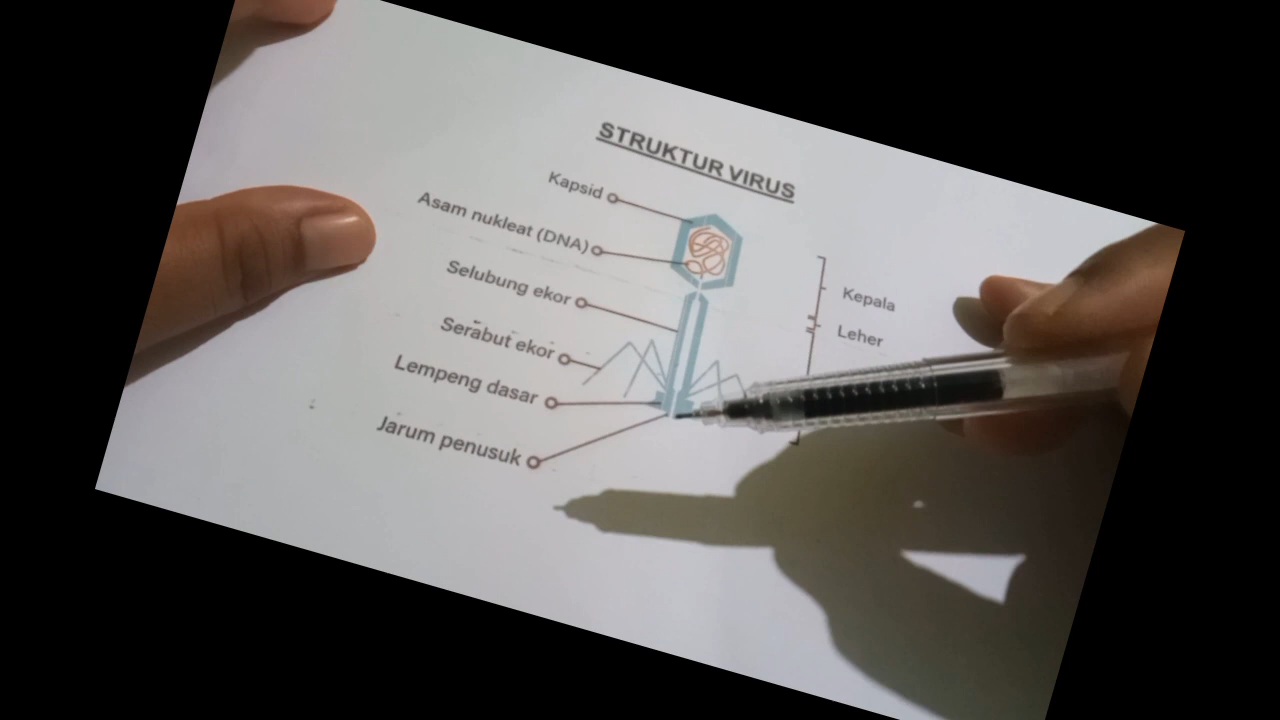 STRUKTUR VIRUS
Kapsid
Asam nukleat (DNA)
Selubung ekor
Serabut ekor
Lempeng dasar
Jarum penusuk
Kepala
Leher